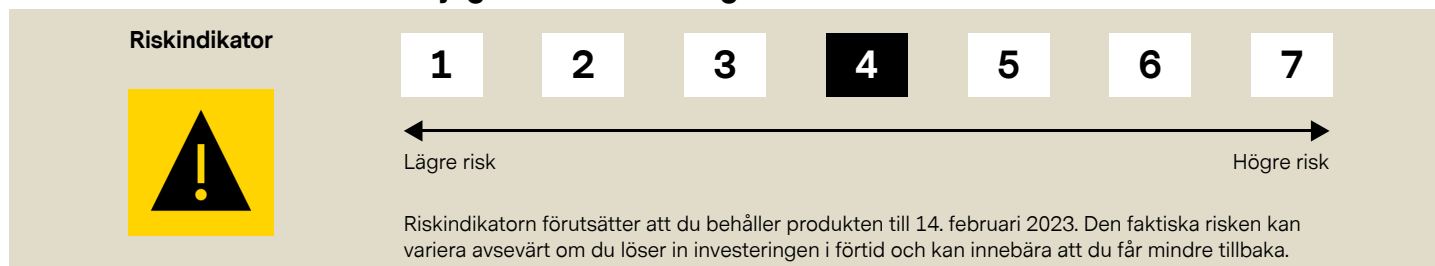 Riskindikator
1 2 3 4 5 6 7
Lägre risk Högre risk
Riskindikatorn förutsätter att du behåller produkten till 14. februari 2023. Den faktiska risken kan
variera avsevärt om du löser in investeringen i förtid och kan innebära att du får mindre tillbaka.